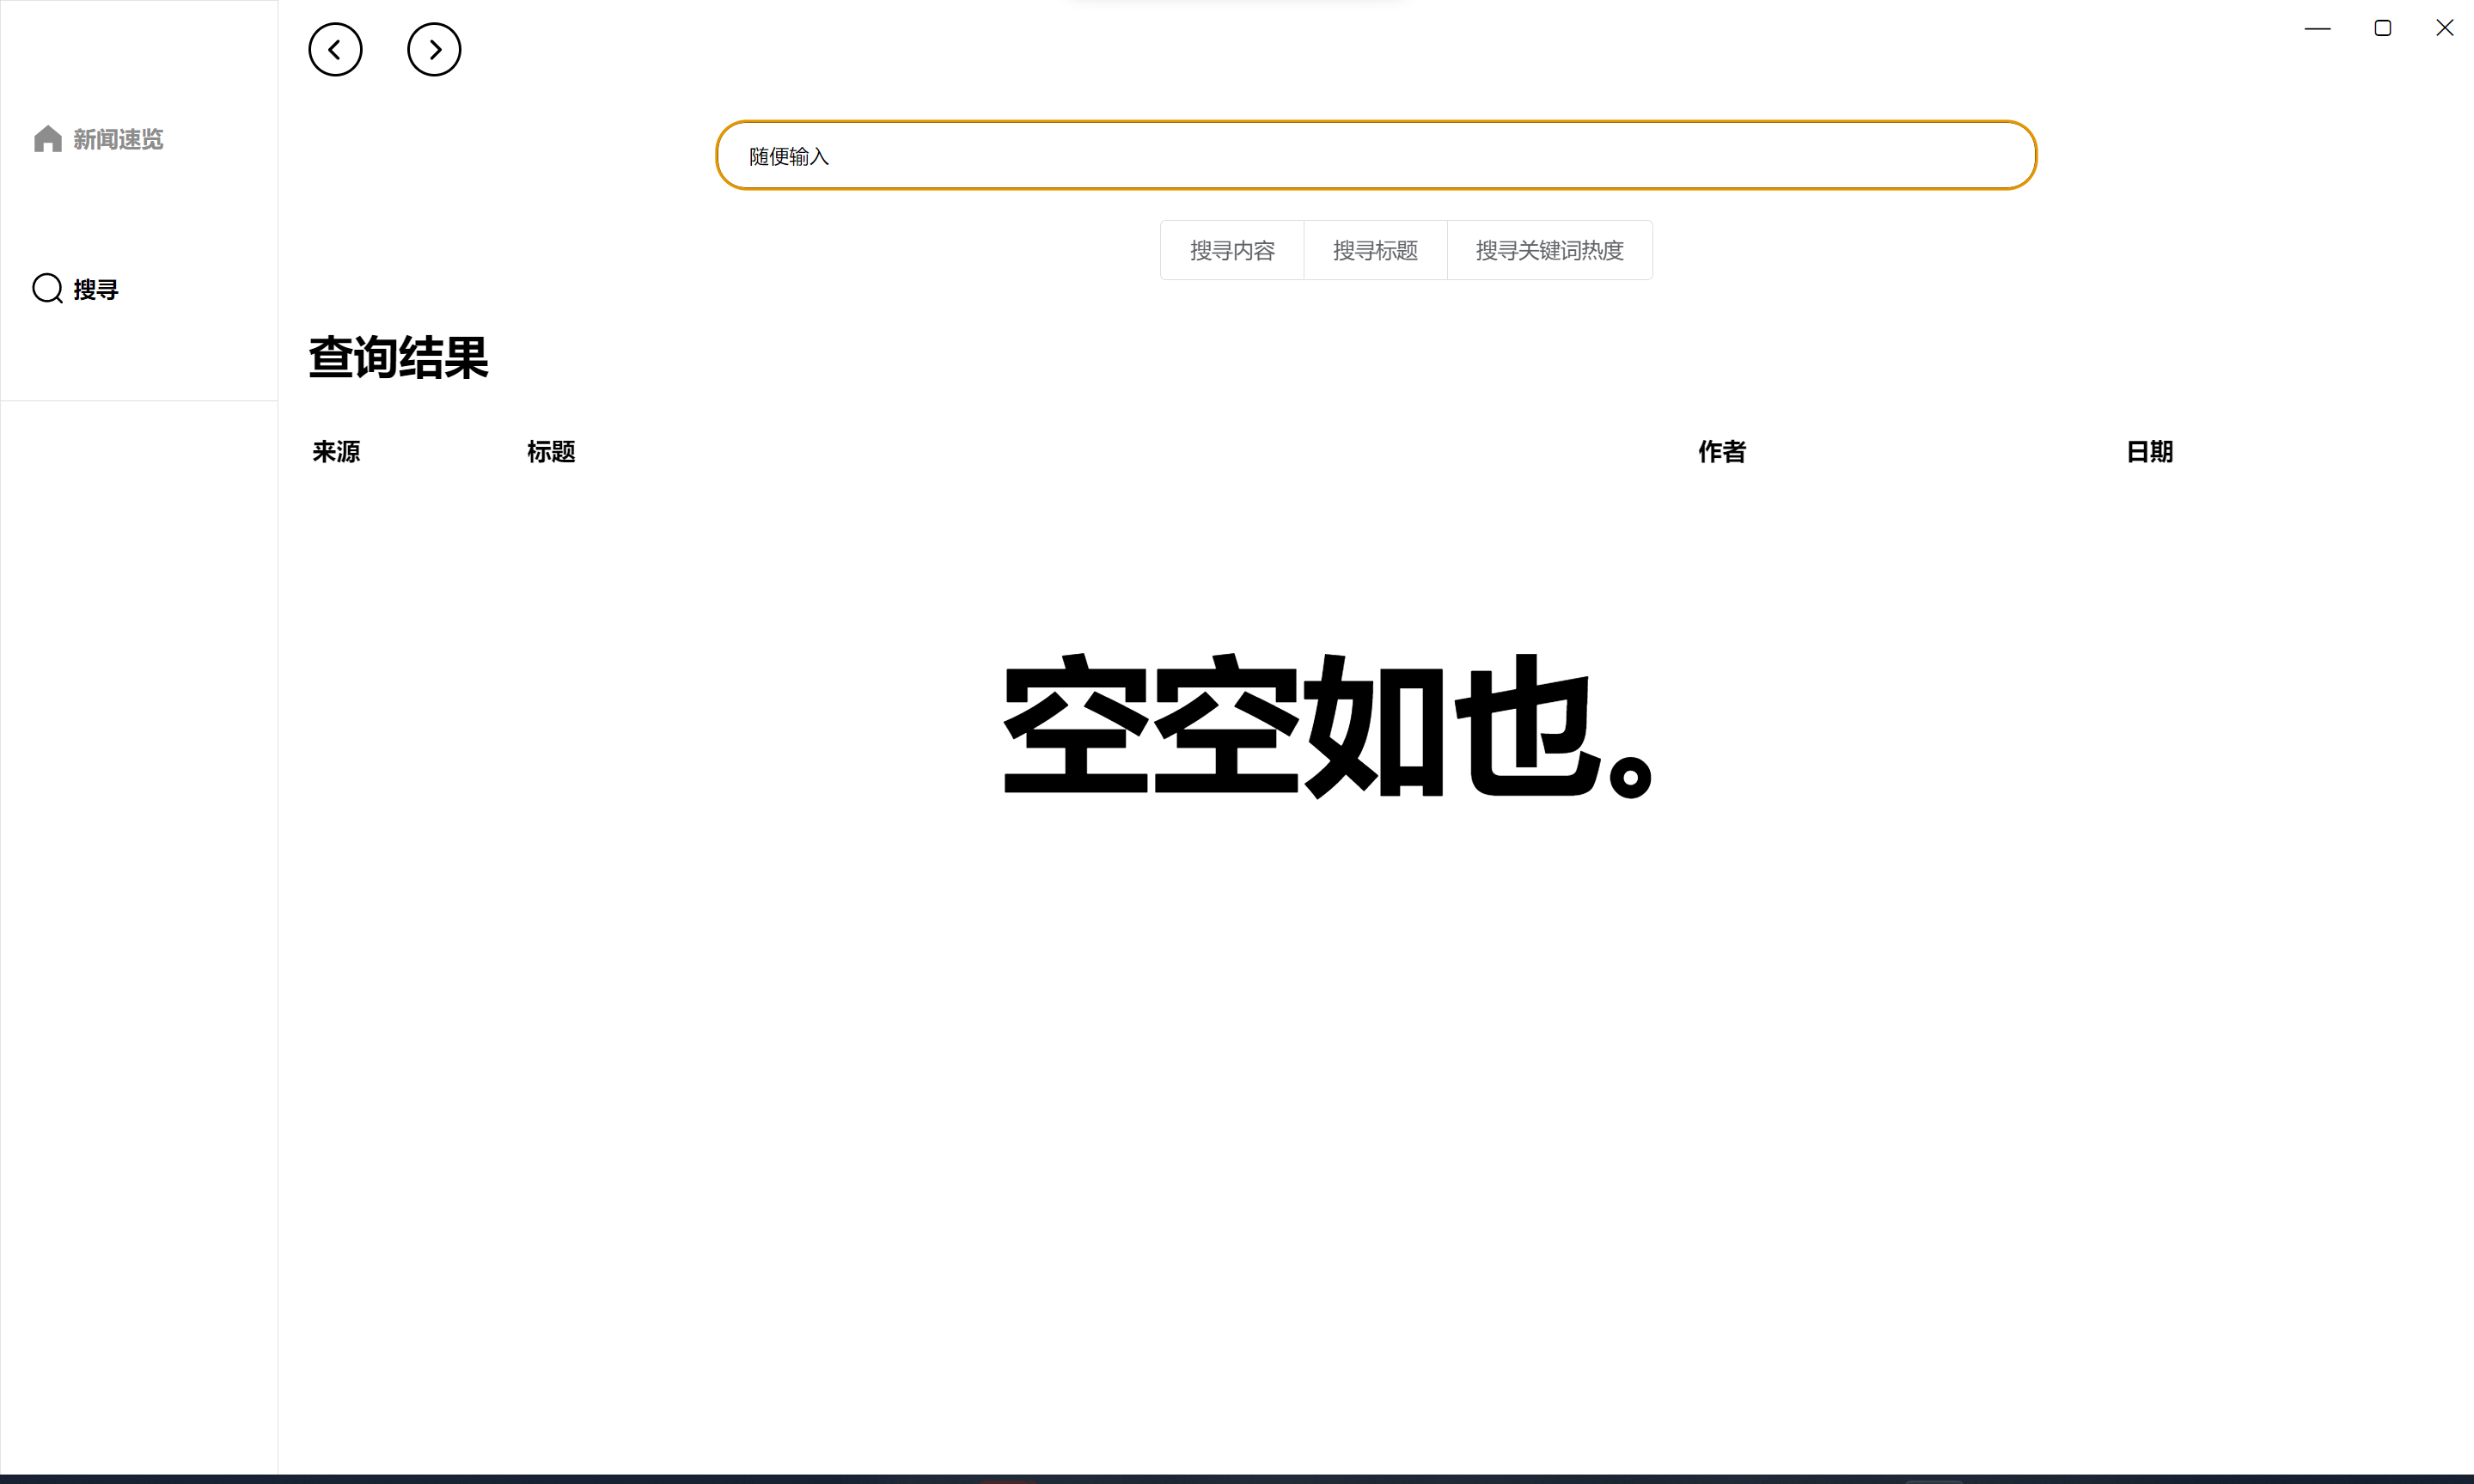 新闻速览
搜寻
随便输入
搜寻内容 搜寻标题 搜寻关键词热度
查询结果
来源 标题 作者 日期
空空如也。